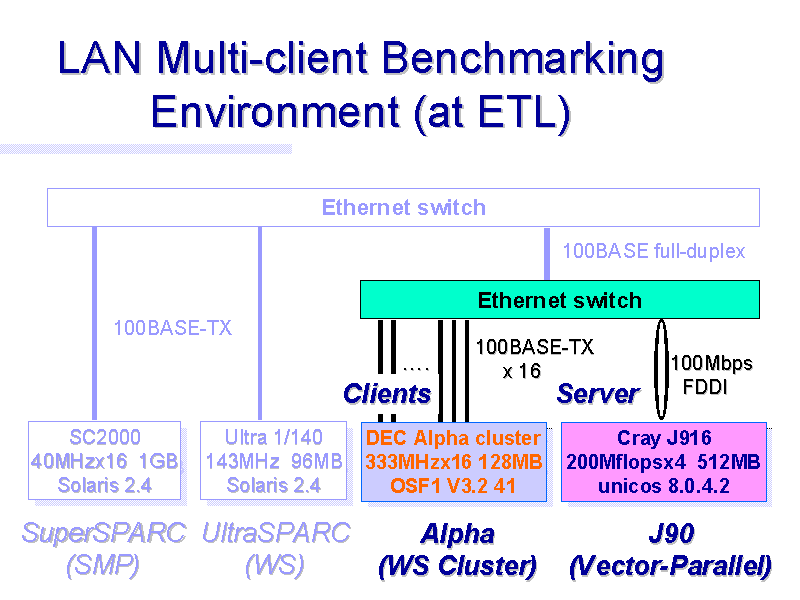 LAN Multi-client Benchmarking
Environment (at ETL)
Ethernet switch
100BASE full-duplex
Ethernet switch
100BASE-TX
100BASE-TX
x 16
....
100Mbps
FDDI
Clients
Server
SC2000
40MHzx16 1GB
Solaris 2.4
Ultra 1/140
143MHz 96MB
Solaris 2.4
DEC Alpha cluster
333MHzx16 128MB
OSF1 V3.2 41
Cray J916
200Mflopsx4 512MB
unicos 8.0.4.2
SuperSPARC
(SMP)
UltraSPARC
(WS)
Alpha
(WS Cluster)
J90
(Vector-Parallel)